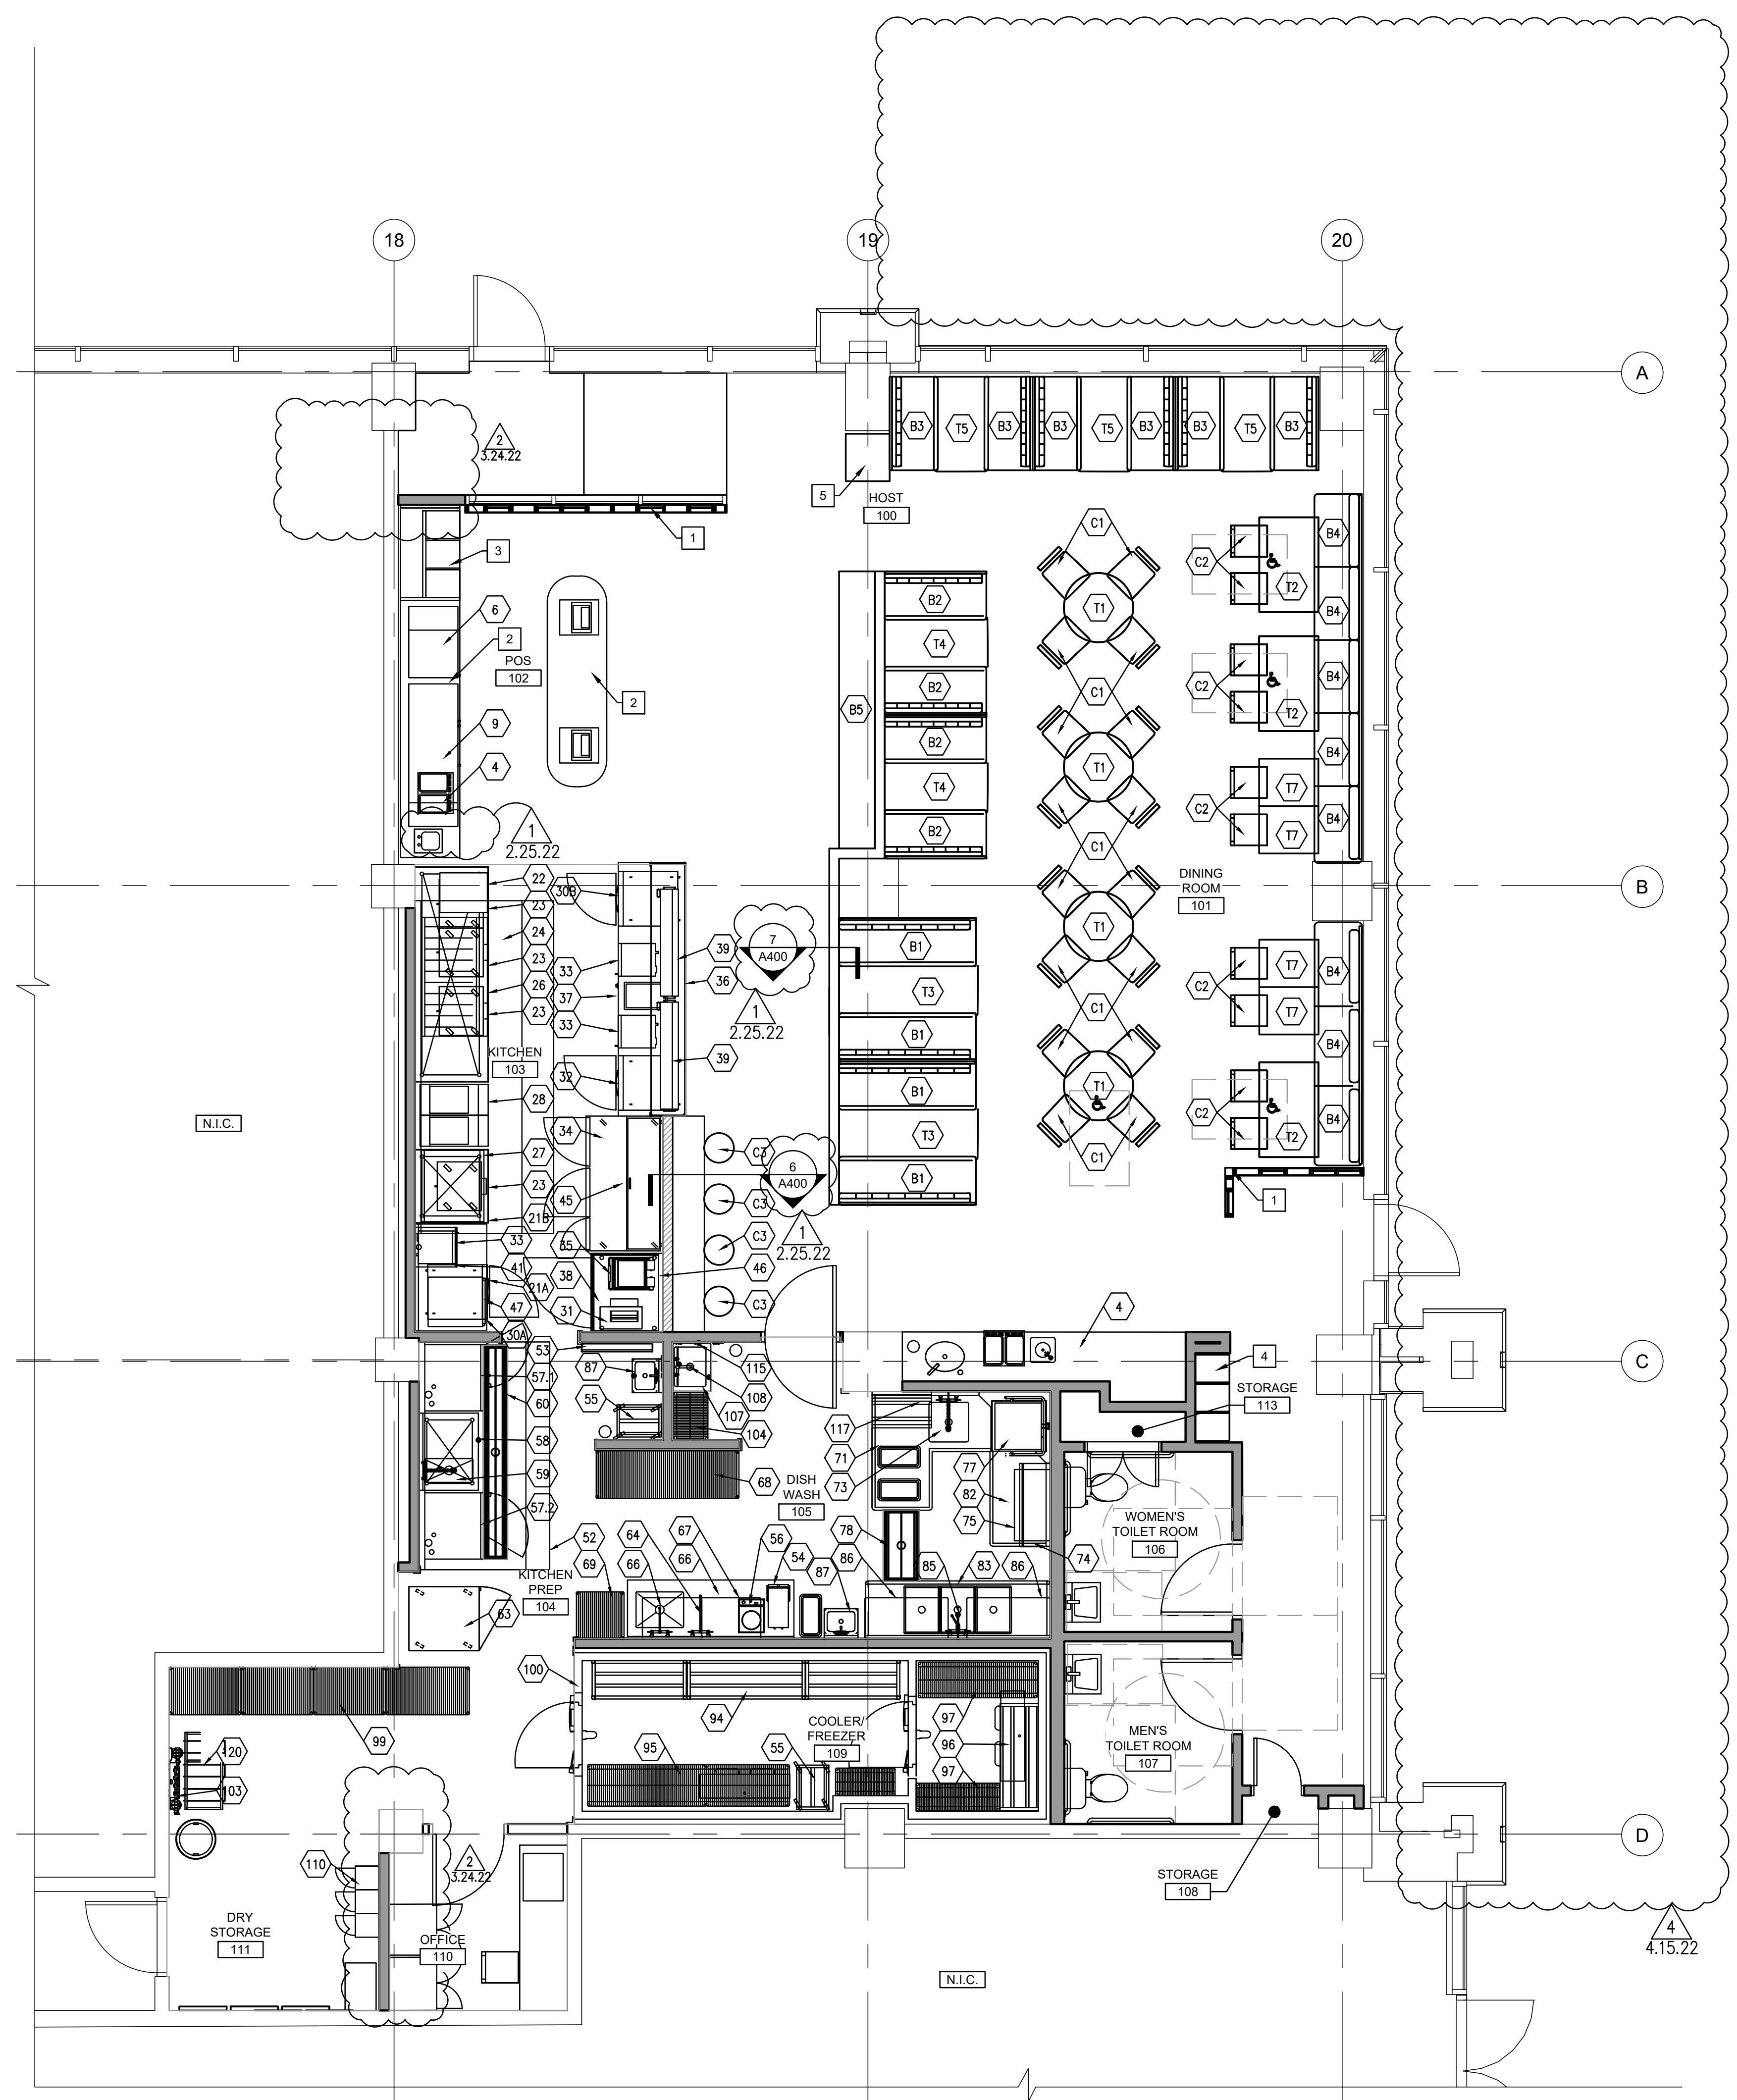 18
19
20
A
B
C
D
2
3.24.22
B3
T5
B3
B3
T5
B3
B3
T5
B3
5
HOST
100
1
3
6
2
POS
102
2
9
4
1
2.25.22
B5
B2
T4
B2
B2
T4
B2
C1
T1
C1
T1
C1
T1
C1
T1
C1
C2
T2
B4
B4
C2
T2
B4
B4
C2
T7
T7
B4
DINING
ROOM
101
C2
T7
T7
B4
B4
C2
T2
B4
1
22
23
24
23
26
23
30B
33
37
33
32
39
36
39
7
A400
1
2.25.22
B1
T3
B1
B1
T3
B1
KITCHEN
103
28
27
23
21B
33
41
21A
47
30A
34
45
35
38
31
46
C3
C3
C3
C3
6
A400
1
2.25.22
N.I.C.
4
4
STORAGE
113
53
57.1
60
58
59
57.2
87
55
115
108
107
104
68
DISH
WASH
105
117
71
73
77
82
75
74
WOMEN'S
TOILET ROOM
106
52
69
64
66
67
66
56
54
87
78
86
85
83
86
KITCHEN
PREP
104
63
100
94
95
55
COOLER/
FREEZER
109
97
96
97
MEN'S
TOILET ROOM
107
99
120
103
110
2
3.24.22
DRY
STORAGE
111
OFFICE
110
STORAGE
108
N.I.C.
4
4.15.22